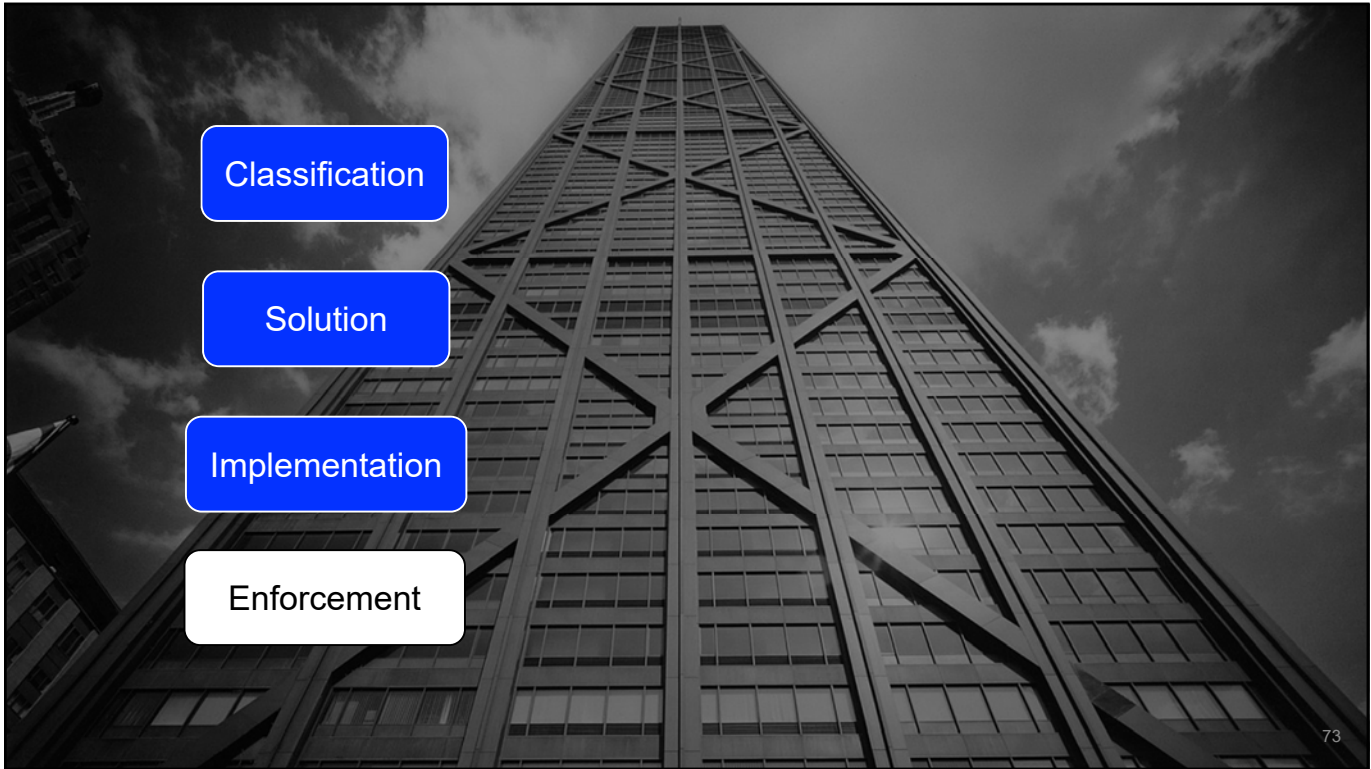 Classification
Solution
Implementation
Enforcement
73